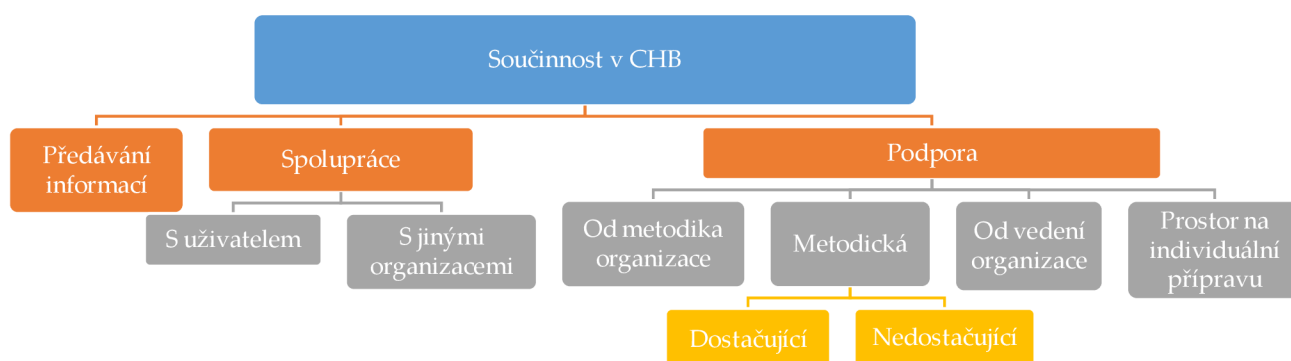 Součinnost v CHB
Předávání
informací
Spolupráce
Podpora
S uživatelem
S jinými
organizacemi
Od metodika
organizace
Metodická
Od vedení
organizace
Prostor na
individuální
přípravu
Dostačující
Nedostačující